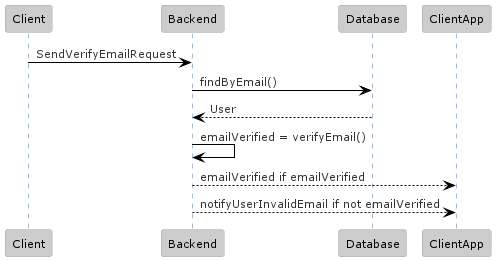 Client Backend Database ClientApp
SendVerifyEmailRequest
findByEmail()
User
emailVerified = verifyEmail()
emailVerified if emailVerified
notifyUserInvalidEmail if not emailVerified
Client Backend Database ClientApp